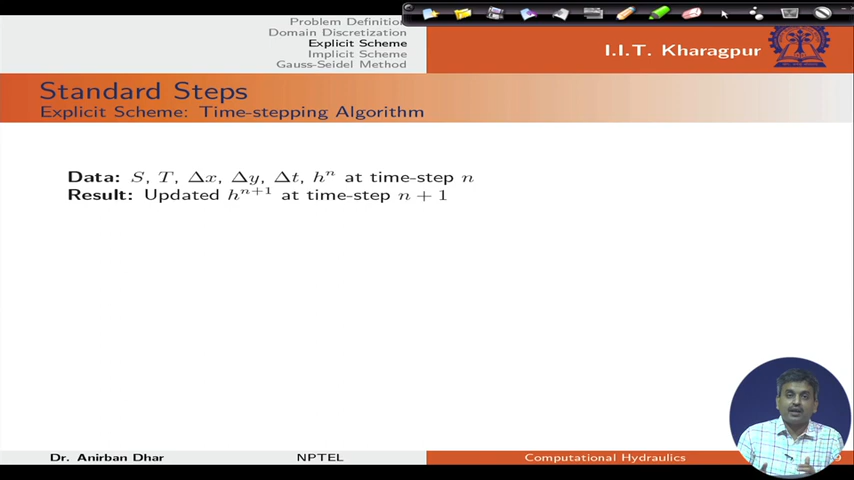 Problem Definition
Domain Discretization
Explicit Scheme
Implicit Scheme
Gauss-Seidel Method
I.I.T. Kharagpur
Standard Steps
Explicit Scheme: Time-stepping Algorithm
Data: S, T, Δx, Δy, Δt, hⁿ at time-step n
Result: Updated hⁿ⁺¹ at time-step n + 1
Dr. Anirban Dhar
NPTEL
Computational Hydraulics